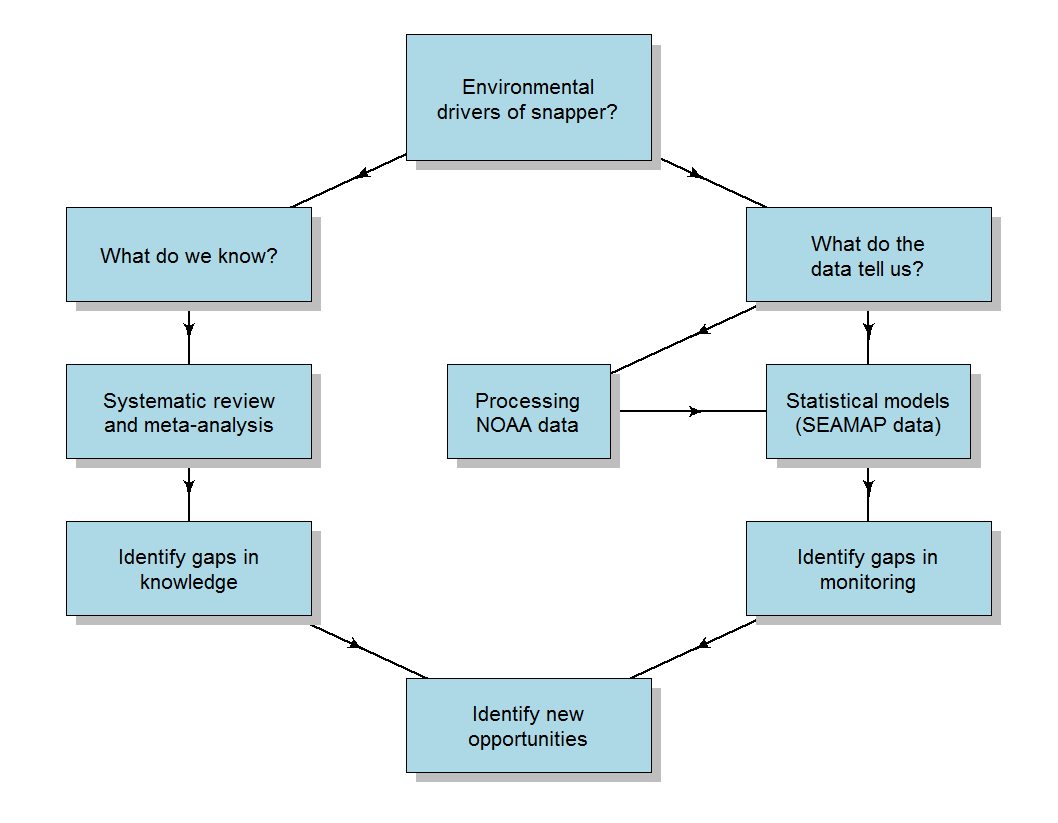 Environmental
drivers of snapper?
What do we know?
What do the
data tell us?
Systematic review
and meta-analysis
Processing
NOAA data
Statistical models
(SEAMAP data)
Identify gaps in
knowledge
Identify gaps in
monitoring
Identify new
opportunities